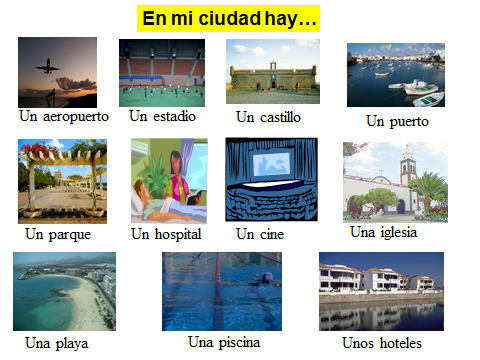 En mi ciudad hay…
Un aeropuerto
Un estadio
Un castillo
Un puerto
Un parque
Un hospital
Un cine
Una iglesia
Una playa
Una piscina
Unos hoteles